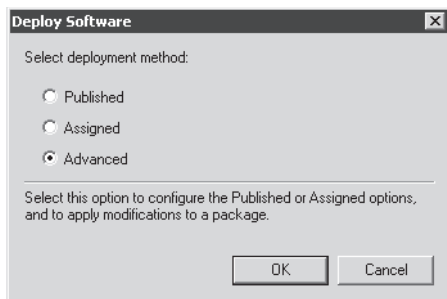 Deploy Software
Select deployment method:
Published
Assigned
Advanced
Select this option to configure the Published or Assigned options,
and to apply modifications to a package.
OK
Cancel